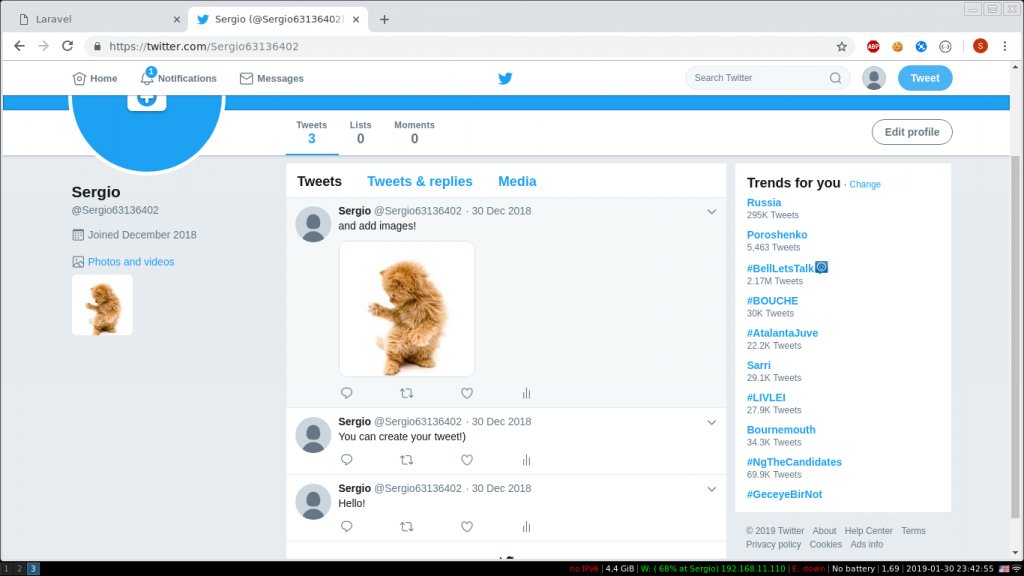 Laravel
Sergio (@Sergio63136402)
https://twitter.com/Sergio63136402
ABP
S
Home
1
Notifications
Messages
Search Twitter
Tweet
Tweets
3
Lists
0
Moments
0
Edit profile
Sergio
@Sergio63136402
Joined December 2018
Photos and videos
Tweets
Tweets & replies
Media
Sergio @Sergio63136402 · 30 Dec 2018
and add images!
Sergio @Sergio63136402 · 30 Dec 2018
You can create your tweet!)
Sergio @Sergio63136402 · 30 Dec 2018
Hello!
Trends for you · Change
Russia
295K Tweets
Poroshenko
5,463 Tweets
#BellLetsTalk
2.17M Tweets
#BOUCHE
30K Tweets
#AtalantaJuve
22.2K Tweets
Sarri
29.1K Tweets
#LIVLEI
27.9K Tweets
Bournemouth
34.3K Tweets
#NgTheCandidates
69.9K Tweets
#GeceyeBirNot
© 2019 Twitter About Help Center Terms
Privacy policy Cookies Ads info
1 2 3
no IPv6 | 4,4 GiB | W: ( 68% at Sergio) 192.168.11.110 | E: down | No battery | 1,69 | 2019-01-30 23:42:55